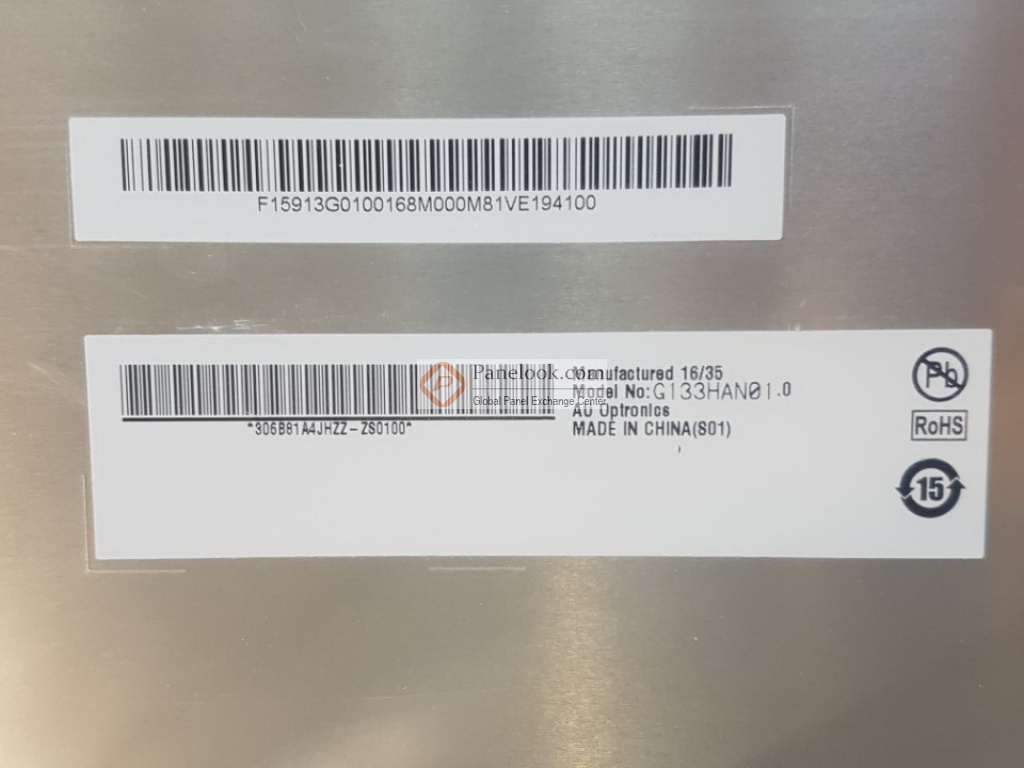 F15913G0100168M000M81VE194100
Panelook.com
Global Panel Exchange Center
*306B81A4JHZZ-ZS0100*
Manufactured 16/35
Model No:G133HAN01.0
AU Optronics
MADE IN CHINA(S01)
Pb
RoHS
15